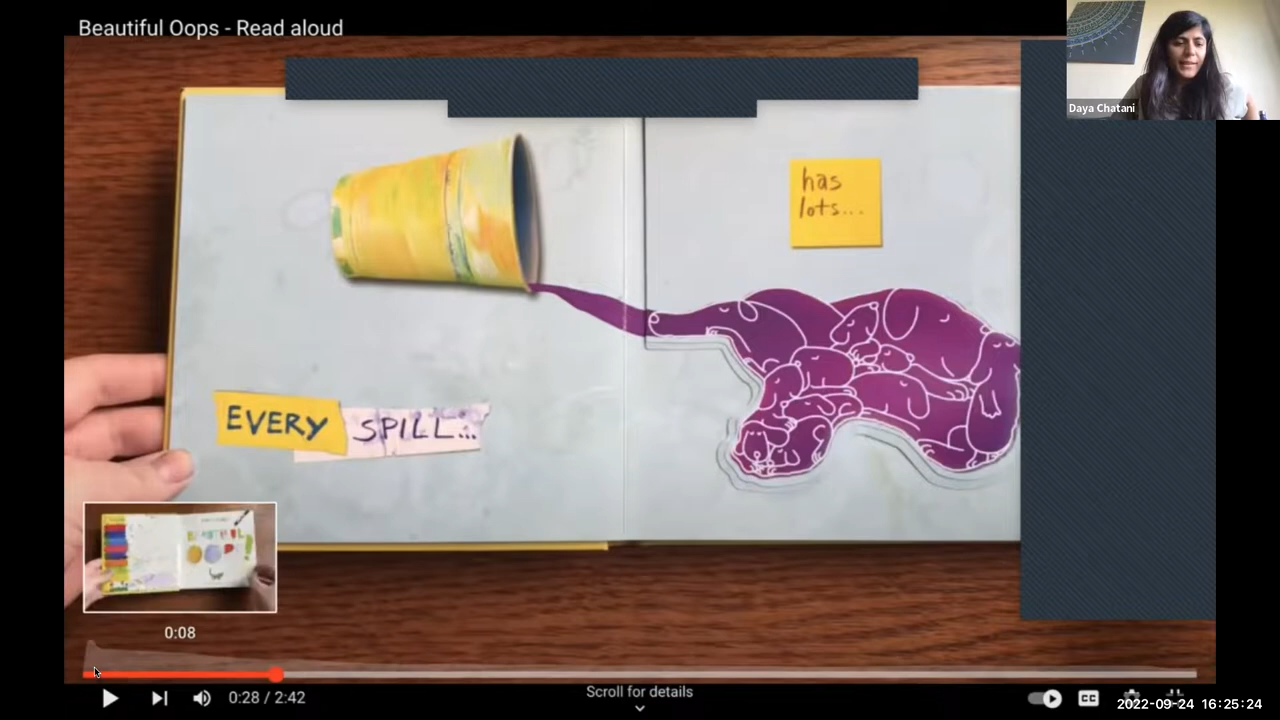 Beautiful Oops - Read aloud
Daya Chatani
has
lots...
EVERY SPILL...
0:08
0:28 / 2:42
Scroll for details
CC
2022-09-24 16:25:24